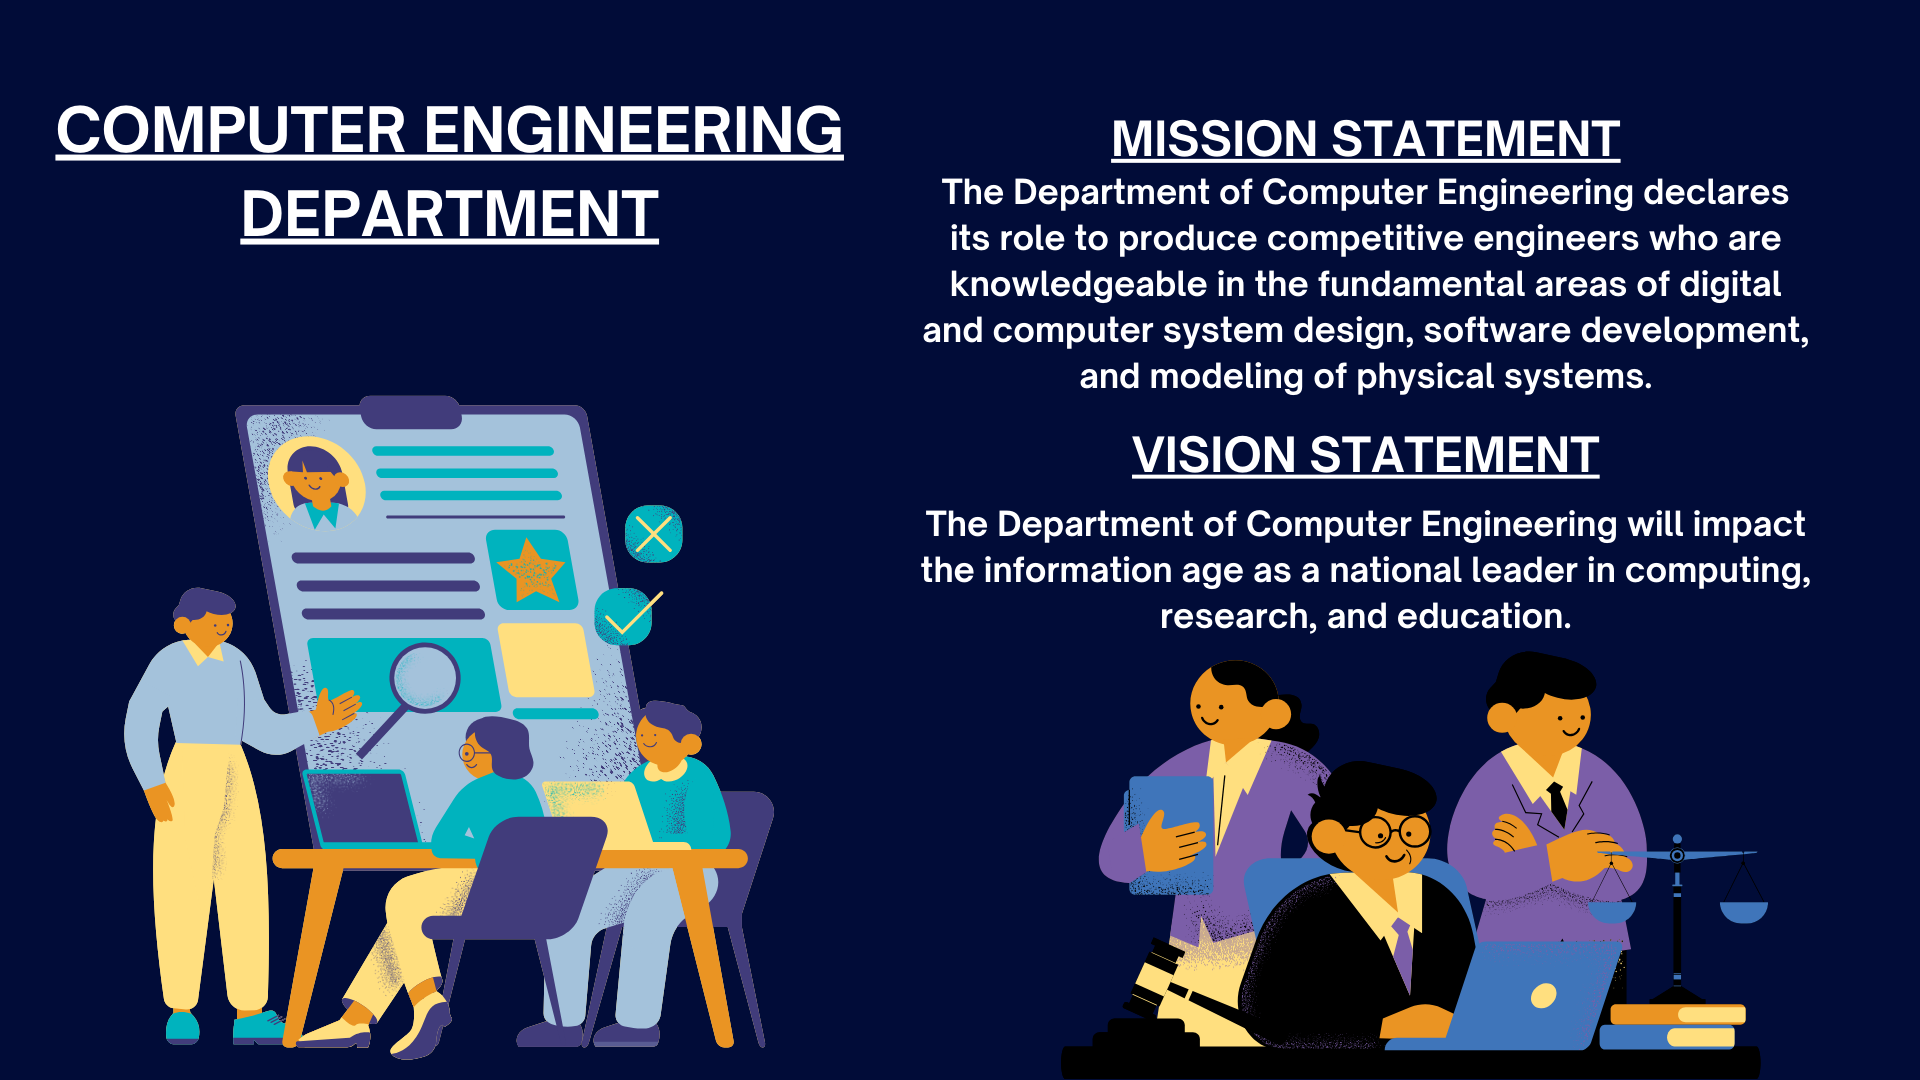 COMPUTER ENGINEERING
DEPARTMENT
MISSION STATEMENT
The Department of Computer Engineering declares
its role to produce competitive engineers who are
knowledgeable in the fundamental areas of digital
and computer system design, software development,
and modeling of physical systems.
VISION STATEMENT
The Department of Computer Engineering will impact
the information age as a national leader in computing,
research, and education.